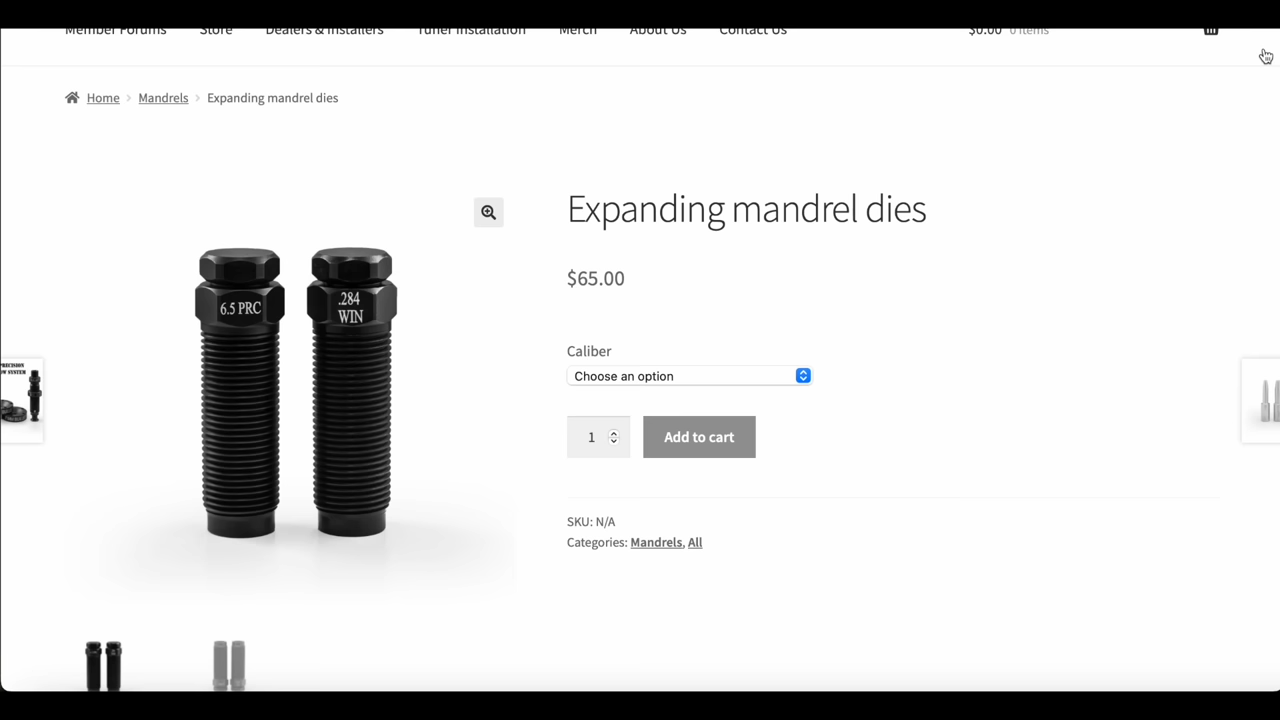 Member Forums Store Dealers & Installers Tuner Installation Merch About Us Contact Us $0.00 0 items
Home Mandrels Expanding mandrel dies
Expanding mandrel dies
$65.00
Caliber
Choose an option
1 Add to cart
SKU: N/A
Categories: Mandrels, All
6.5 PRC
.284
WIN
PRECISION
W SYSTEM